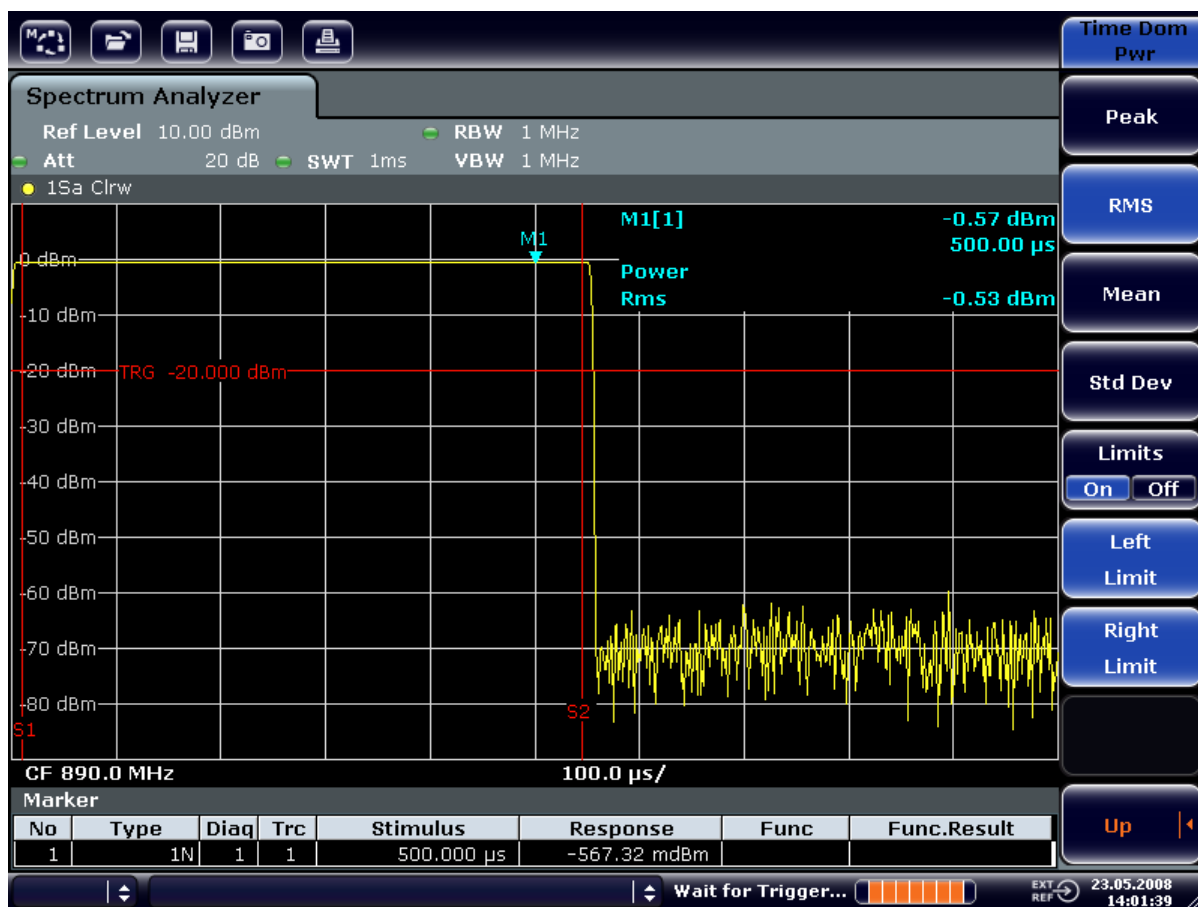 Time Dom
Pwr
Spectrum Analyzer
Ref Level 10.00 dBm RBW 1 MHz
Att 20 dB SWT 1ms VBW 1 MHz
1Sa Clrw
M1[1] -0.57 dBm
500.00 µs
M1
0 dBm
Power
Rms -0.53 dBm
-10 dBm
-20 dBm TRG -20.000 dBm
-30 dBm
-40 dBm
-50 dBm
-60 dBm
-70 dBm
-80 dBm
S1
S2
CF 890.0 MHz 100.0 µs/
Marker
No Type Diag Trc Stimulus Response Func Func.Result
1 1N 1 1 500.000 µs -567.32 mdBm
Wait for Trigger... EXT REF 23.05.2008
14:01:39
Peak
RMS
Mean
Std Dev
Limits
On Off
Left
Limit
Right
Limit
Up
M